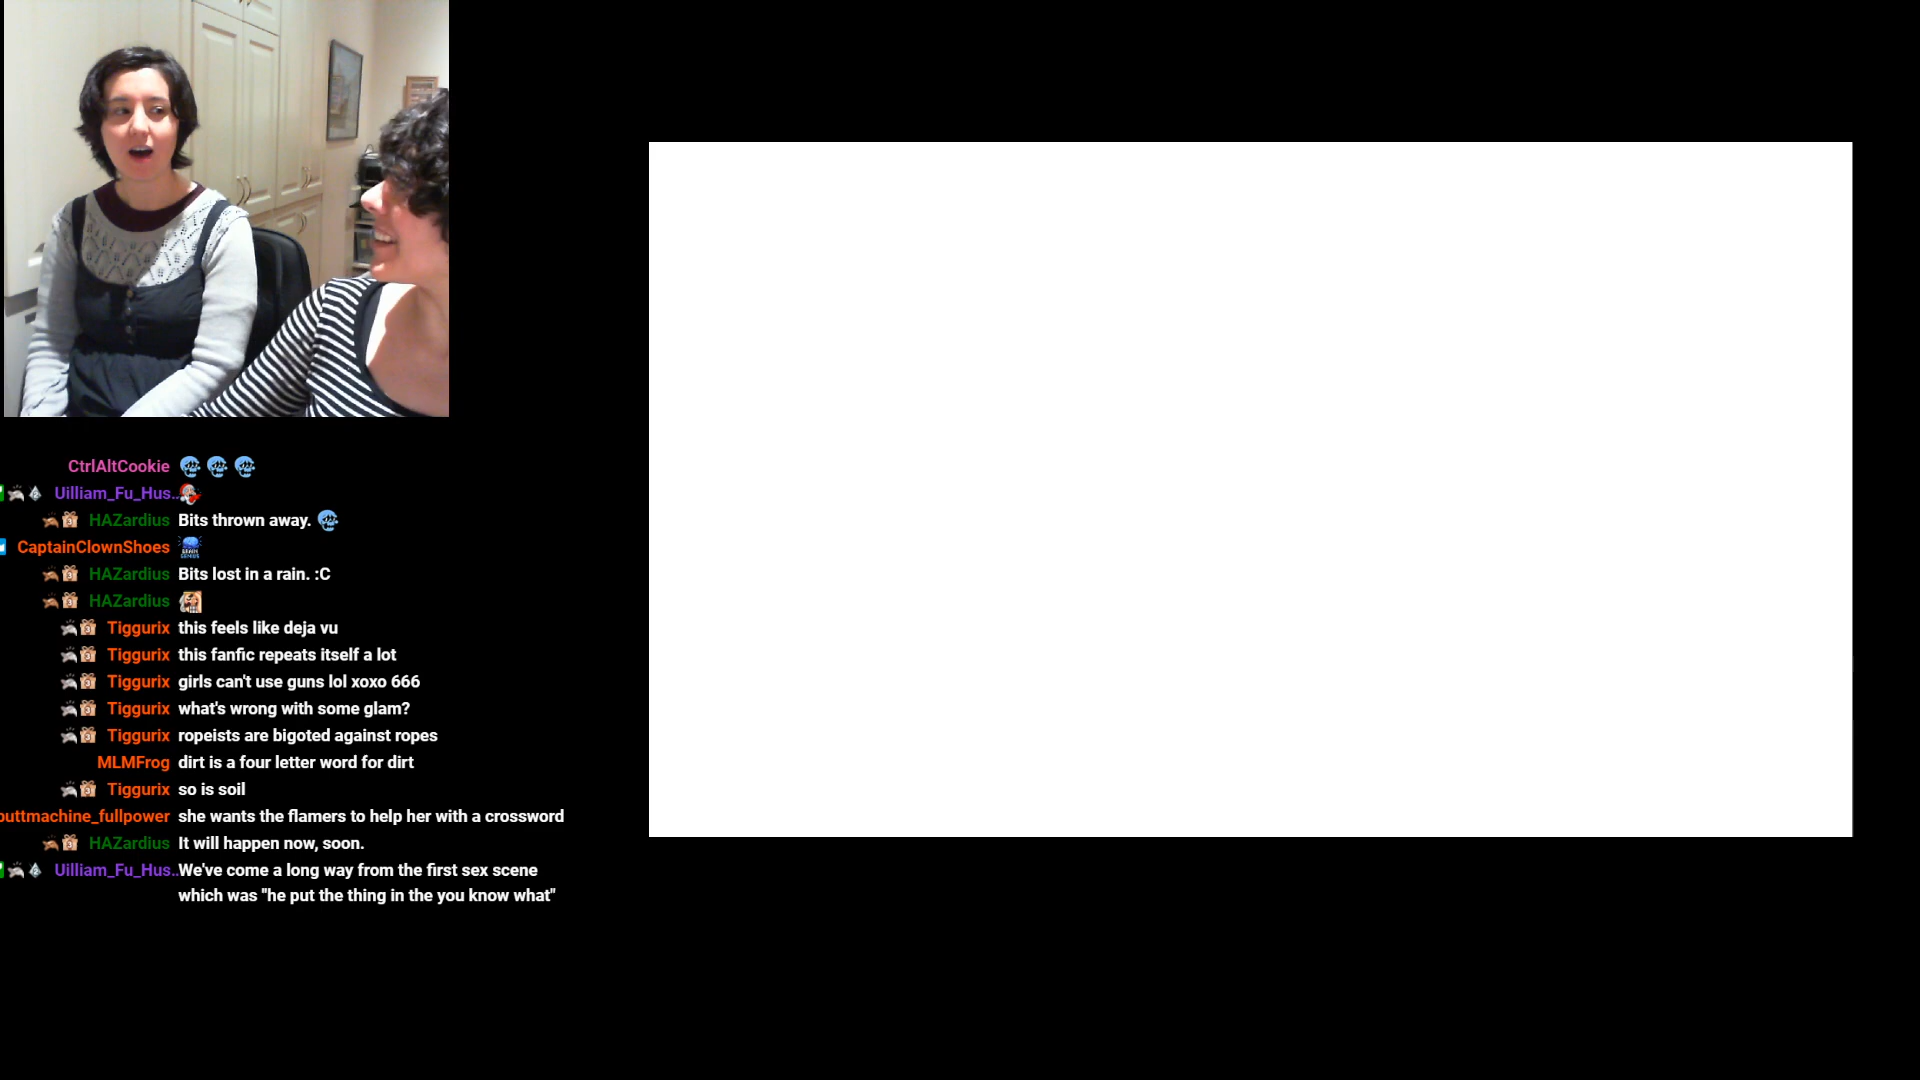 CtrlAltCookie
Uilliam_Fu_Hus..
HAZardius Bits thrown away.
CaptainClownShoes
HAZardius Bits lost in a rain. :C
HAZardius
Tiggurix this feels like deja vu
Tiggurix this fanfic repeats itself a lot
Tiggurix girls can't use guns lol xoxo 666
Tiggurix what's wrong with some glam?
Tiggurix ropeists are bigoted against ropes
MLMFrog dirt is a four letter word for dirt
Tiggurix so is soil
buttmachine_fullpower she wants the flamers to help her with a crossword
HAZardius It will happen now, soon.
Uilliam_Fu_Hus.. We've come a long way from the first sex scene
which was "he put the thing in the you know what"